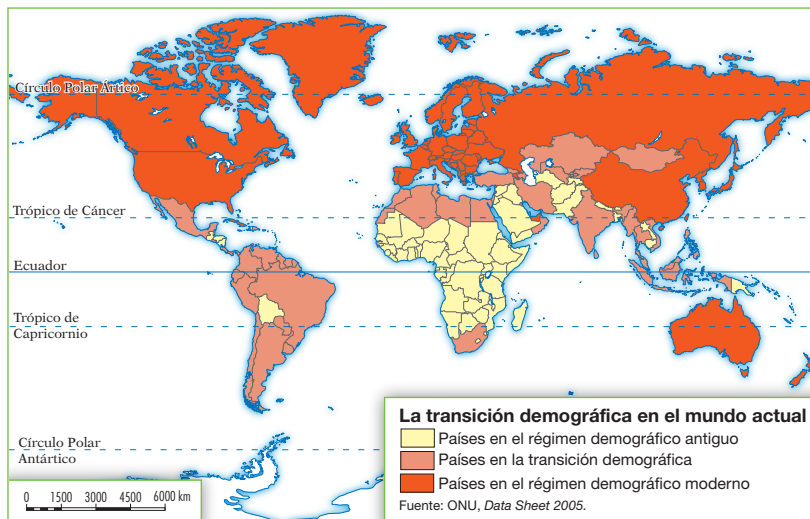 Círculo Polar Ártico
Trópico de Cáncer
Ecuador
Trópico de
Capricornio
Círculo Polar
Antártico
0 1500 3000 4500 6000 km
La transición demográfica en el mundo actual
Países en el régimen demográfico antiguo
Países en la transición demográfica
Países en el régimen demográfico moderno
Fuente: ONU, Data Sheet 2005.